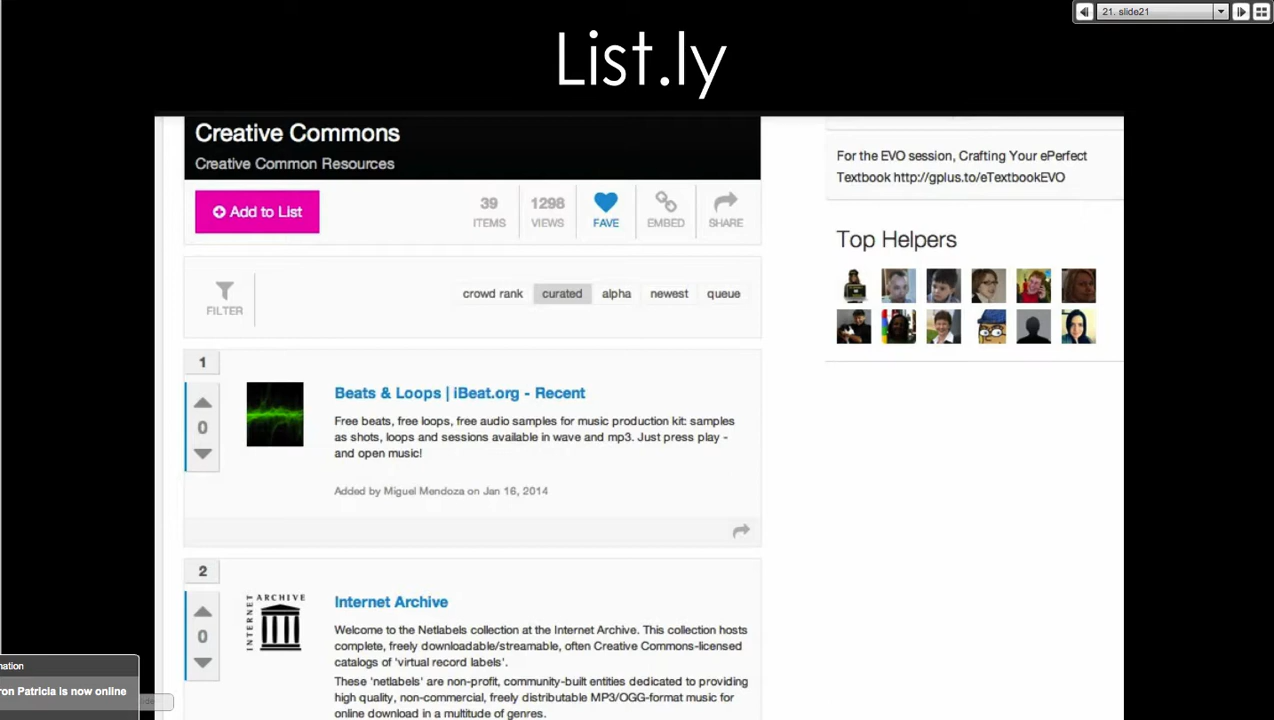 21. slide21
List.ly
Creative Commons
Creative Common Resources
Add to List
39
ITEMS
1298
VIEWS
FAVE
EMBED
SHARE
For the EVO session, Crafting Your ePerfect
Textbook http://gplus.to/eTextbookEVO
Top Helpers
FILTER
crowd rank
curated
alpha
newest
queue
1
0
Beats & Loops | iBeat.org - Recent
Free beats, free loops, free audio samples for music production kit: samples
as shots, loops and sessions available in wave and mp3. Just press play -
and open music!
Added by Miguel Mendoza on Jan 16, 2014
2
0
INTERNET ARCHIVE
Internet Archive
Welcome to the Netlabels collection at the Internet Archive. This collection hosts
complete, freely downloadable/streamable, often Creative Commons-licensed
catalogs of 'virtual record labels'.
These 'netlabels' are non-profit, community-built entities dedicated to providing
high quality, non-commercial, freely distributable MP3/OGG-format music for
online download in a multitude of genres.
mation
ron Patricia is now online